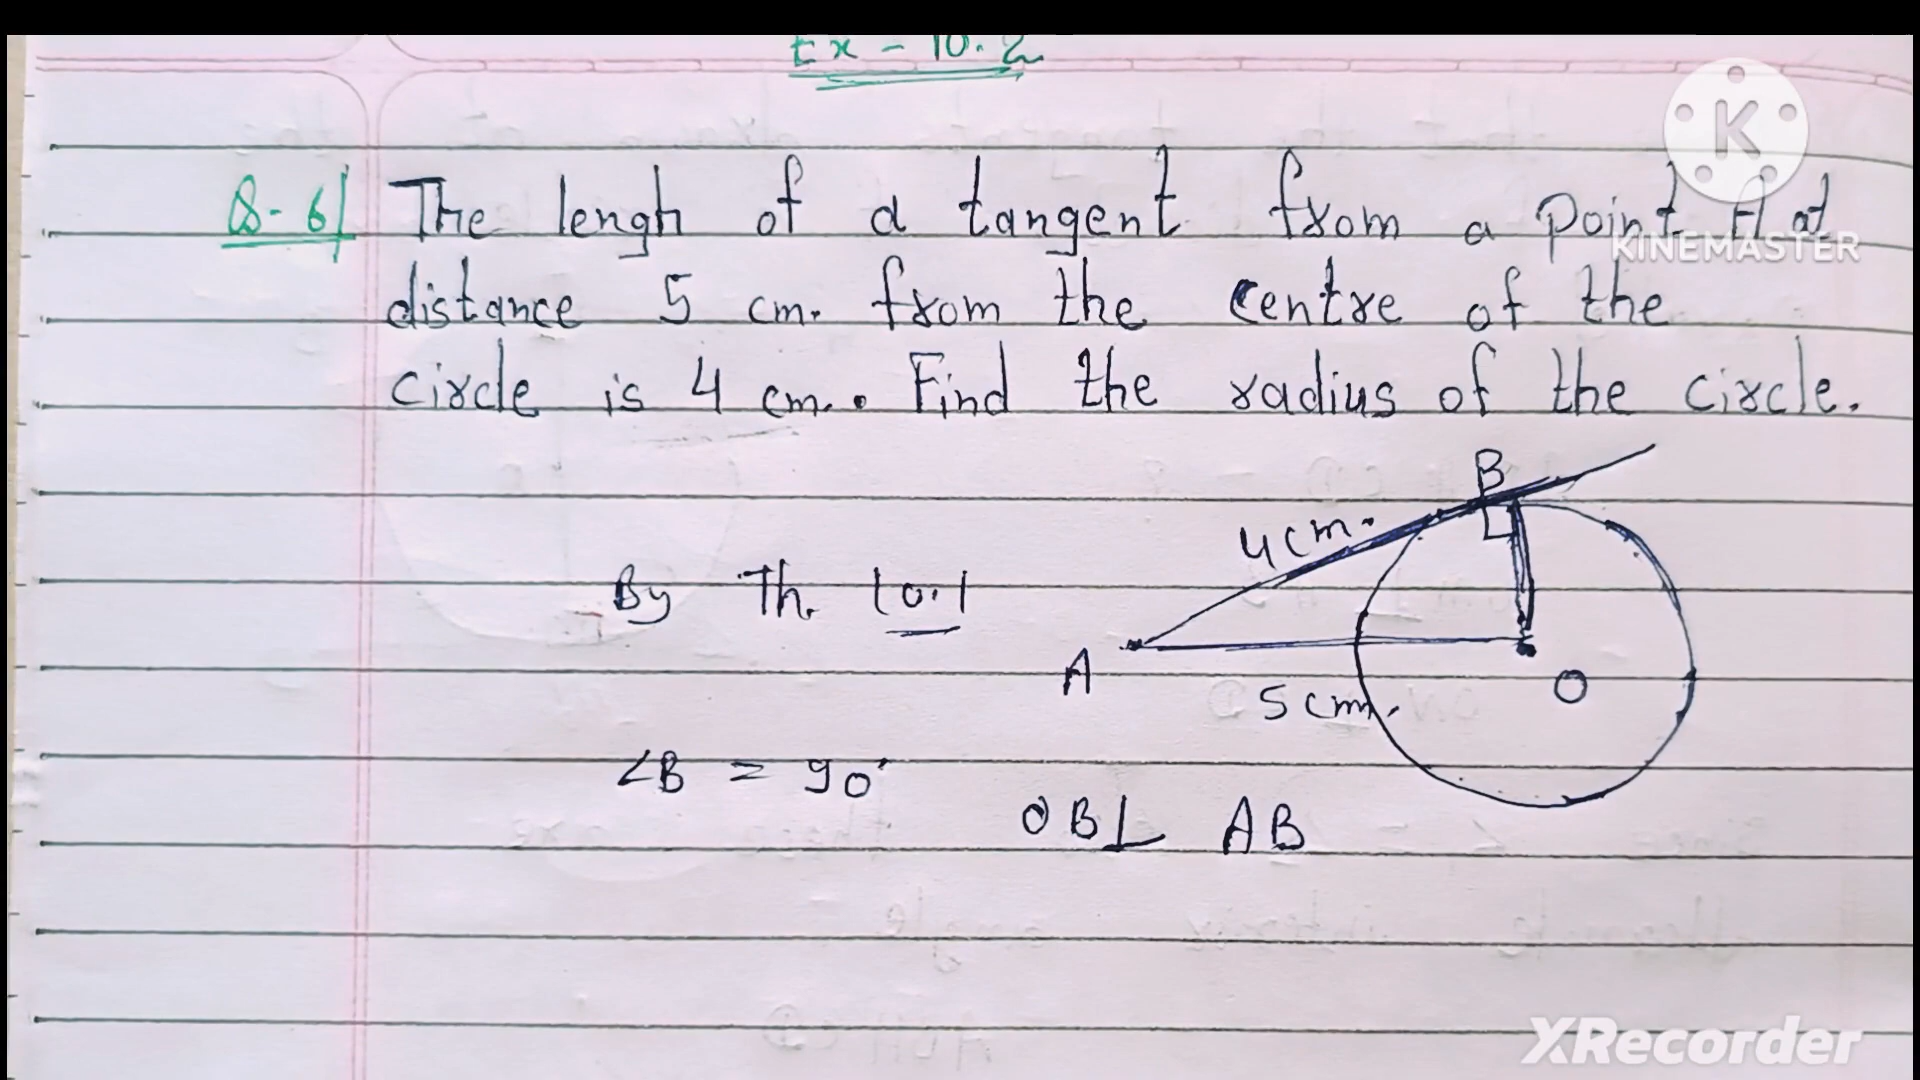 Ex - 10.2
Q-6| The lengh of a tangent from a point A at
distance 5 cm. from the centre of the
circle is 4 cm.. Find the radius of the circle.
B
4cm.
By Th. 10.1
A
5cm.
O
∠B = 90°
OB⊥ AB
K
KINEMASTER
XRecorder